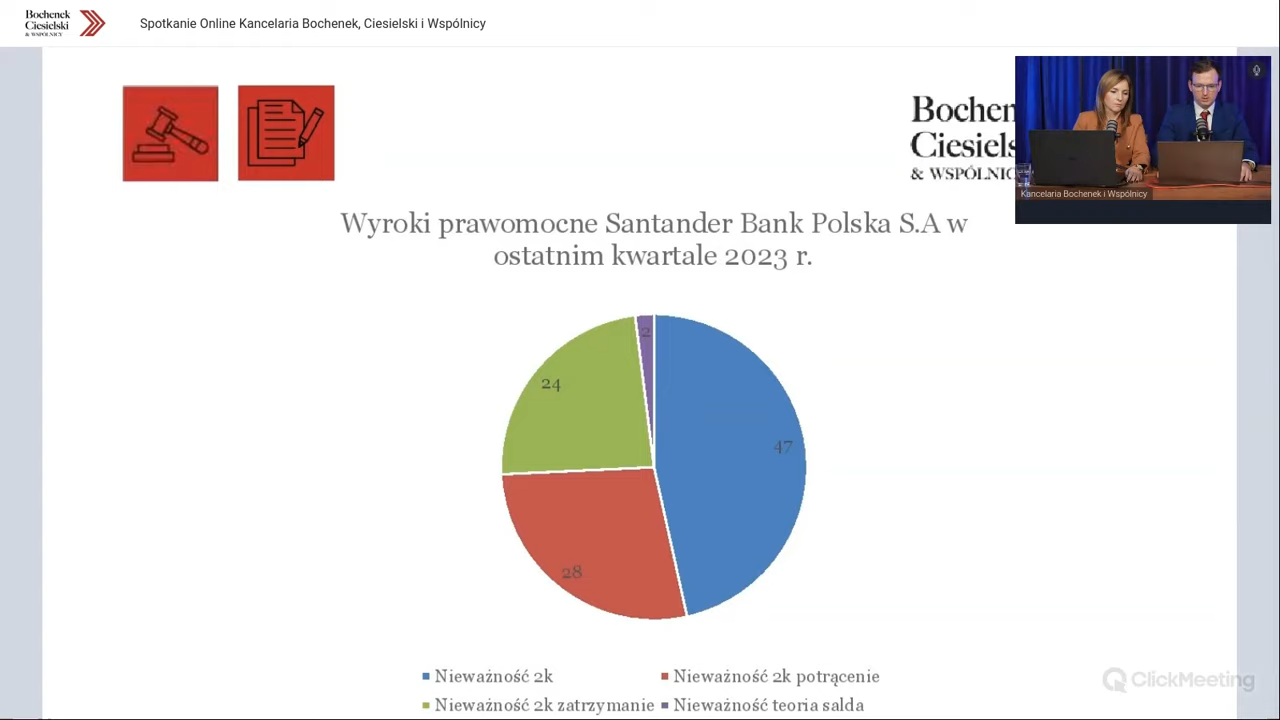 Bochenek
Ciesielski
& WSPÓLNICY
Spotkanie Online Kancelaria Bochenek, Ciesielski i Wspólnicy
Bochen
Ciesiels
& WSPÓLNIC
Kancelaria Bochenek i Wspólnicy
Wyroki prawomocne Santander Bank Polska S.A w
ostatnim kwartale 2023 r.
2
24
47
28
Nieważność 2k
Nieważność 2k potrącenie
Nieważność 2k zatrzymanie
Nieważność teoria salda
ClickMeeting